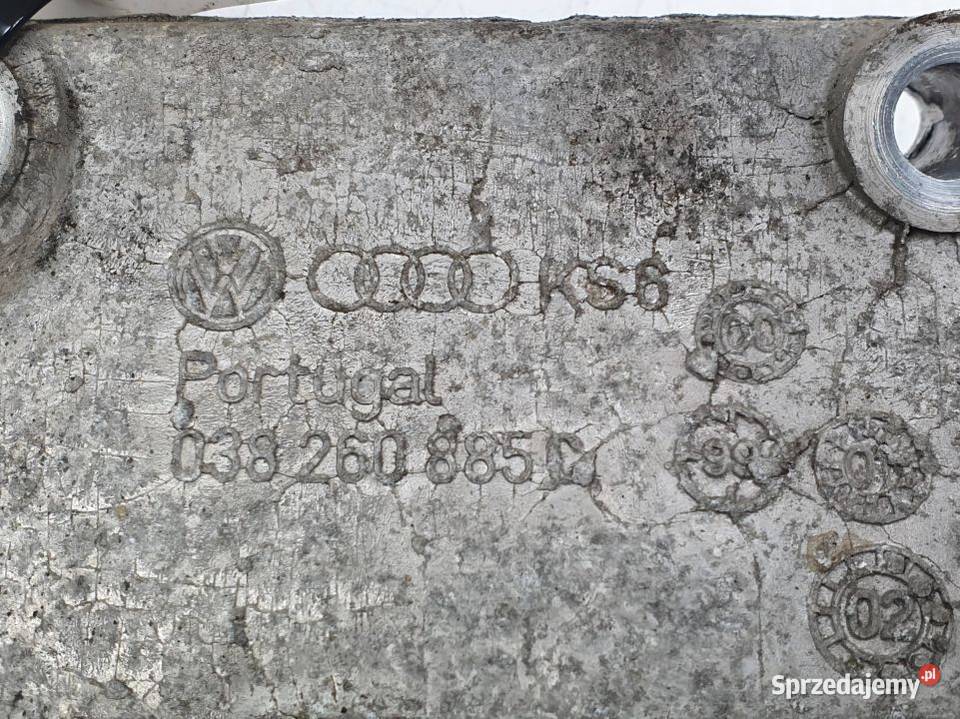 KS6
Portugal
038 260 885 C
00
99
01
02
Sprzedajemy.pl